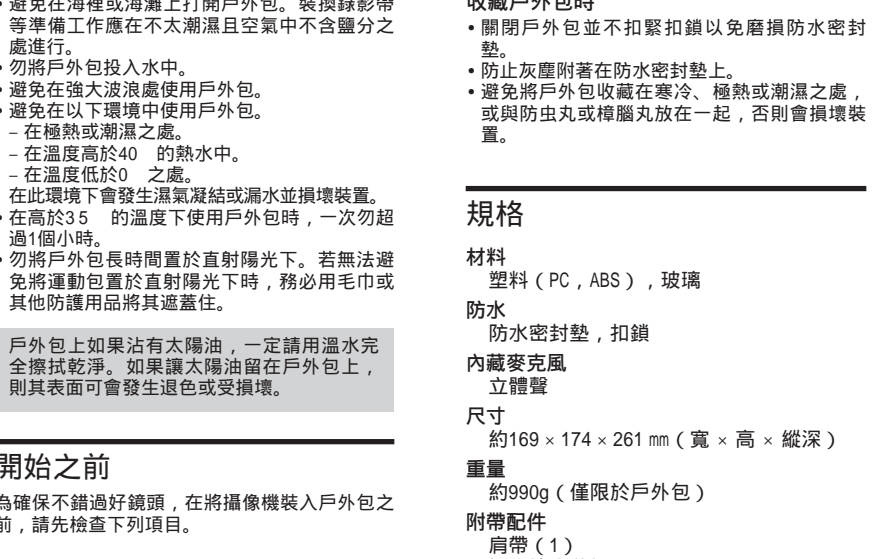 • 避免在海裡或海灘上打開戶外包。裝換錄影帶
等準備工作應在不太潮濕且空氣中不含鹽分之
處進行。
• 勿將戶外包投入水中。
• 避免在強大波浪處使用戶外包。
• 避免在以下環境中使用戶外包。
– 在極熱或潮濕之處。
– 在溫度高於40 的熱水中。
– 在溫度低於0 之處。
在此環境下會發生濕氣凝結或漏水並損壞裝置。
• 在高於35 的溫度下使用戶外包時，一次勿超
過1個小時。
• 勿將戶外包長時間置於直射陽光下。若無法避
免將運動包置於直射陽光下時，務必用毛巾或
其他防護用品將其遮蓋住。
戶外包上如果沾有太陽油，一定請用溫水完
全擦拭乾淨。如果讓太陽油留在戶外包上，
則其表面可會發生退色或受損壞。
開始之前
為確保不錯過好鏡頭，在將攝像機裝入戶外包之
前，請先檢查下列項目。
收藏戶外包時
• 關閉戶外包並不扣緊扣鎖以免磨損防水密封
墊。
• 防止灰塵附著在防水密封墊上。
• 避免將戶外包收藏在寒冷、極熱或潮濕之處，
或與防虫丸或樟腦丸放在一起，否則會損壞裝
置。
規格
材料
塑料（PC，ABS），玻璃
防水
防水密封墊，扣鎖
內藏麥克風
立體聲
尺寸
約169 × 174 × 261 ㎜（寬 × 高 × 縱深）
重量
約990g（僅限於戶外包）
附帶配件
肩帶（1）